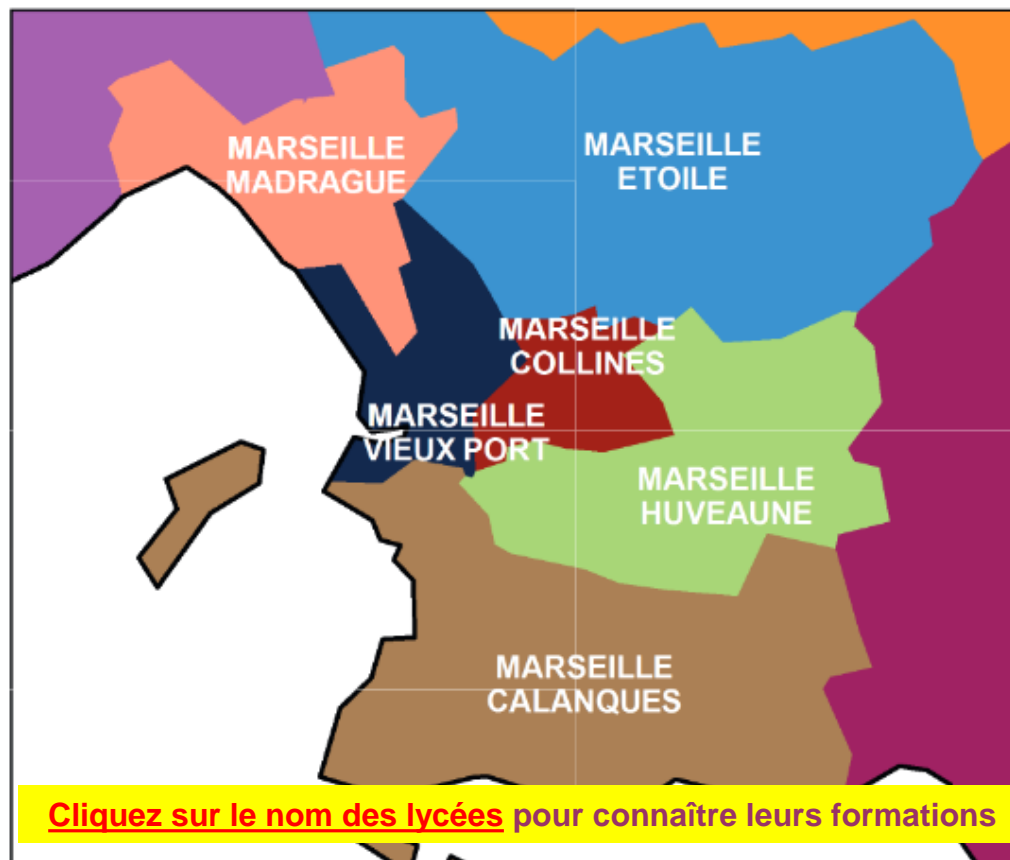 MARSEILLE
MADRAGUE
MARSEILLE
ETOILE
MARSEILLE
COLLINES
MARSEILLE
VIEUX PORT
MARSEILLE
HUVEAUNE
MARSEILLE
CALANQUES
Cliquez sur le nom des lycées pour connaître leurs formations